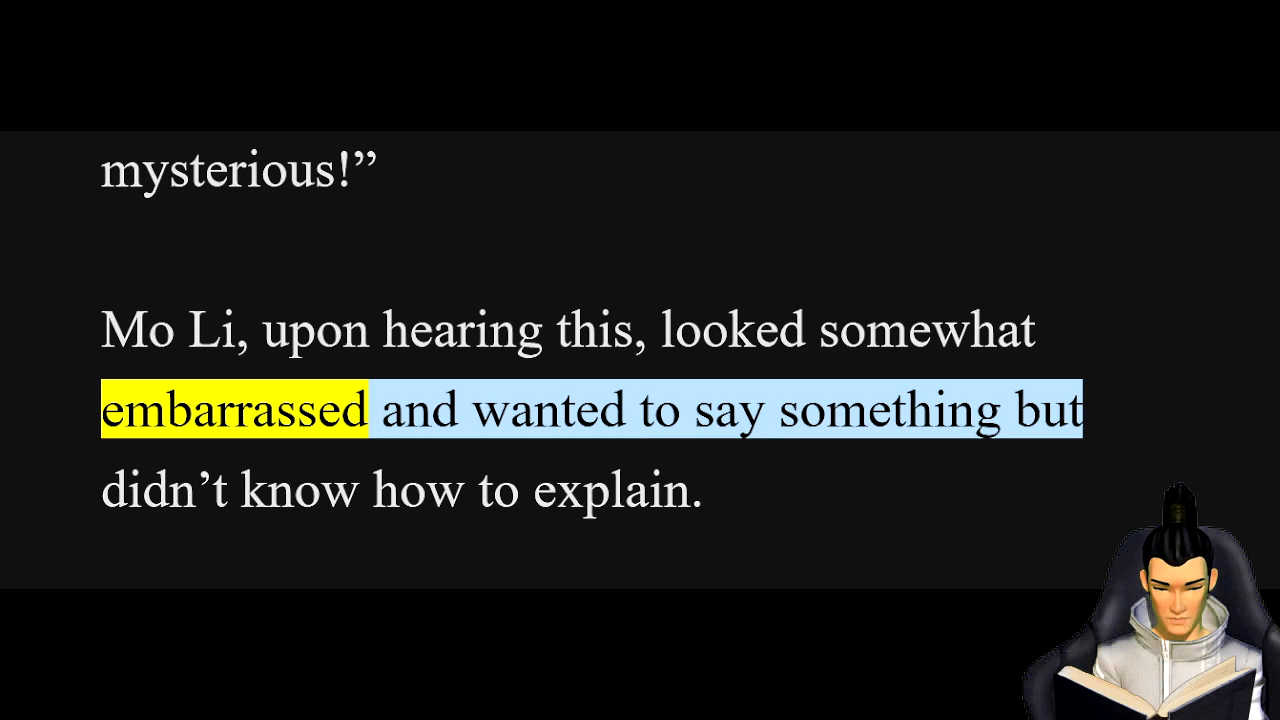 mysterious!”
Mo Li, upon hearing this, looked somewhat
embarrassed and wanted to say something but
didn’t know how to explain.